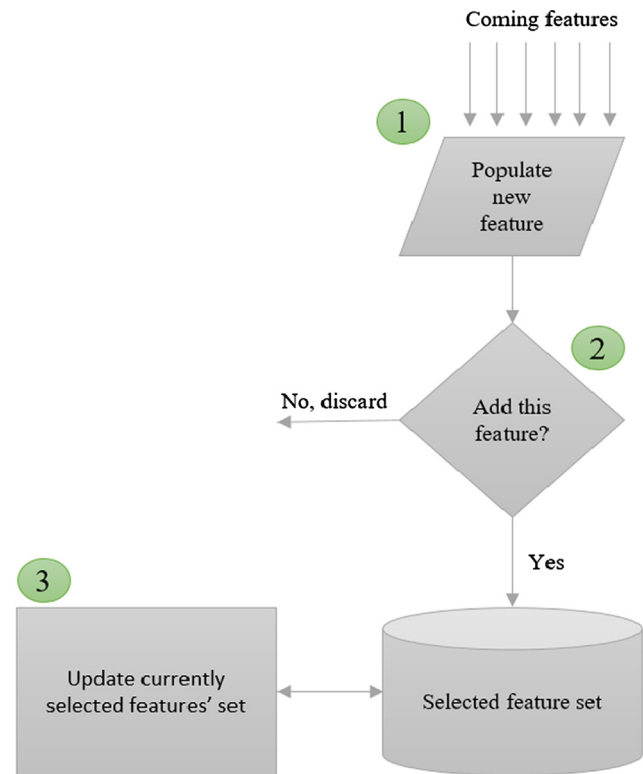 Coming features
1
Populate
new
feature
2
No, discard
Add this
feature?
Yes
3
Update currently
selected features’ set
Selected feature set